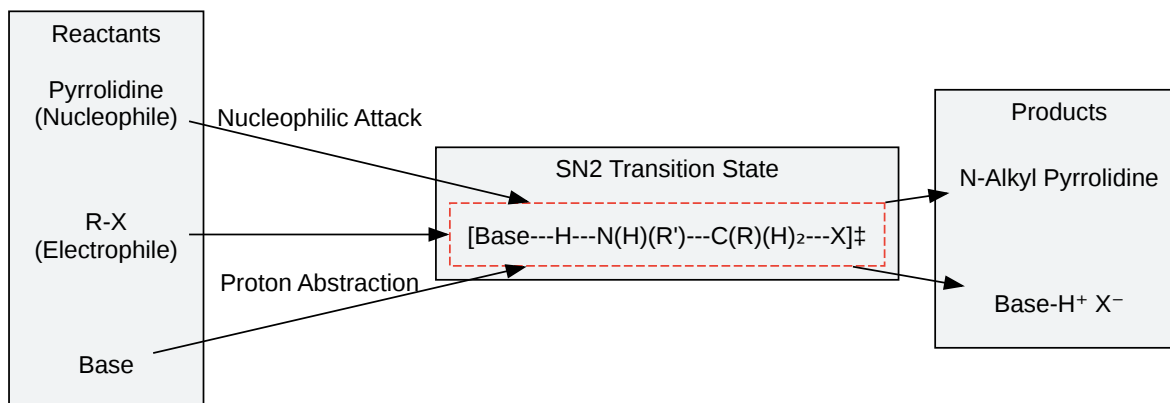 Reactants
Pyrrolidine
(Nucleophile)
R-X
(Electrophile)
Base
Nucleophilic Attack
Proton Abstraction
SN2 Transition State
[Base---H---N(H)(R')---C(R)(H)₂---X]‡
Products
N-Alkyl Pyrrolidine
Base-H⁺ X⁻